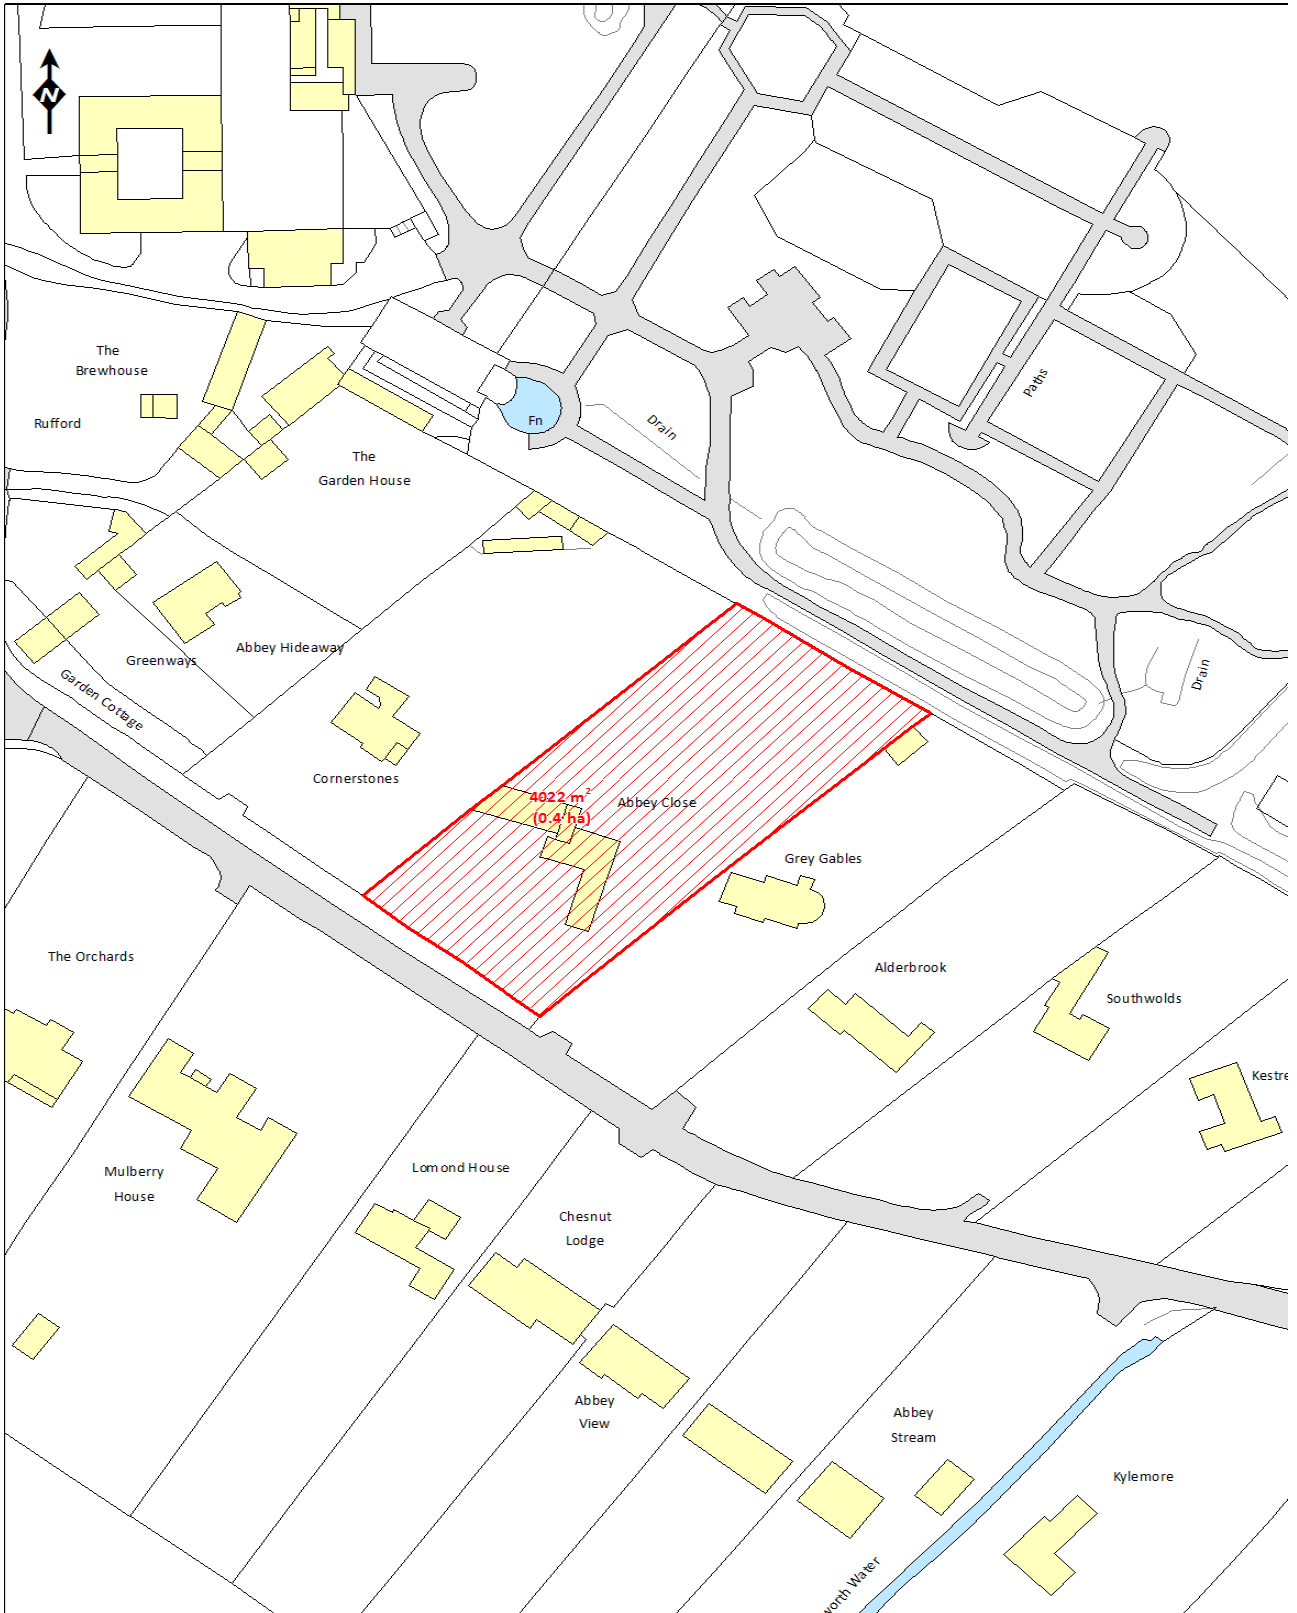 N
The
Brewhouse
Rufford
The
Garden House
Fn
Drain
Paths
Abbey Hideaway
Greenways
Garden Cottage
Drain
Cornerstones
4022 m²
(0.4 ha)
Abbey Close
Grey Gables
The Orchards
Alderbrook
Southwolds
Kestre
Mulberry
House
Lomond House
Chesnut
Lodge
Abbey
View
Abbey
Stream
Kylemore
worth Water